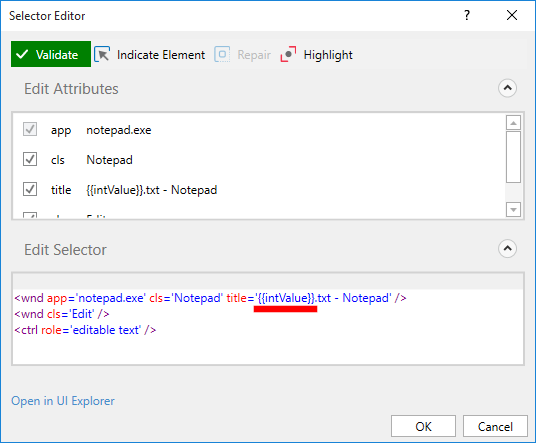 Selector Editor ?
Validate Indicate Element Repair Highlight
Edit Attributes
app notepad.exe
cls Notepad
title {{intValue}}.txt - Notepad
Edit Selector
<wnd app='notepad.exe' cls='Notepad' title='{{intValue}}.txt - Notepad' />
<wnd cls='Edit' />
<ctrl role='editable text' />
Open in UI Explorer
OK Cancel